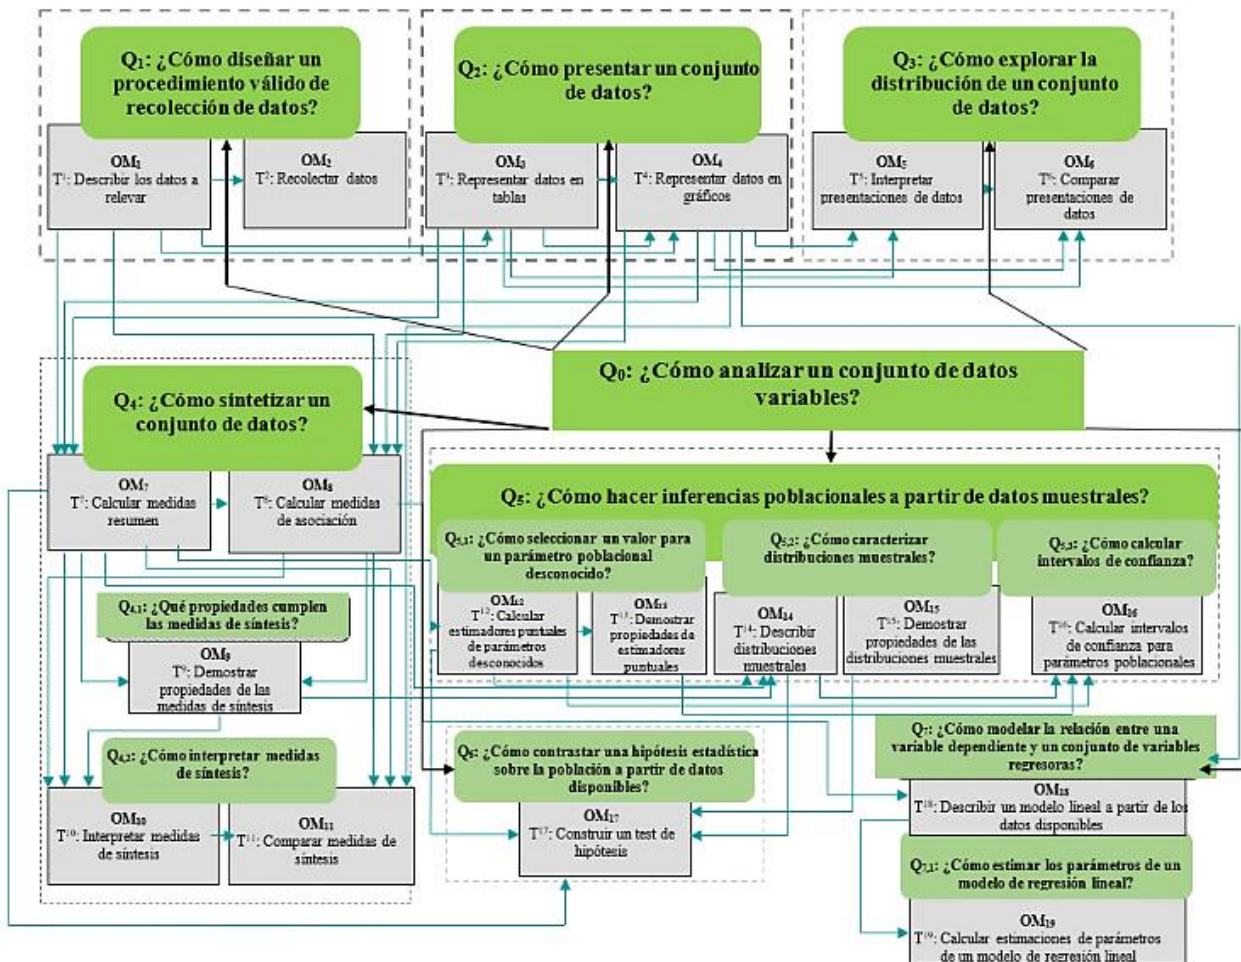 Q1: ¿Cómo diseñar un
procedimiento válido de
recolección de datos?
OM1
T1: Describir los datos a
relevar
OM2
T2: Recolectar datos
Q2: ¿Cómo presentar un conjunto
de datos?
OM3
T3: Representar datos en
tablas
OM4
T4: Representar datos en
gráficos
Q3: ¿Cómo explorar la
distribución de un conjunto
de datos?
OM5
T5: Interpretar
presentaciones de datos
OM6
T6: Comparar
presentaciones de
datos
Q0: ¿Cómo analizar un conjunto de datos
variables?
Q4: ¿Cómo sintetizar un
conjunto de datos?
OM7
T7: Calcular medidas
resumen
OM8
T8: Calcular medidas
de asociación
Q4,1: ¿Qué propiedades cumplen
las medidas de síntesis?
OM9
T9: Demostrar
propiedades de las
medidas de síntesis
Q4,2: ¿Cómo interpretar medidas
de síntesis?
OM10
T10: Interpretar medidas
de síntesis
OM11
T11: Comparar medidas de
síntesis
Q5: ¿Cómo hacer inferencias poblacionales a partir de datos muestrales?
Q5,1: ¿Cómo seleccionar un valor para
un parámetro poblacional
desconocido?
OM12
T12: Calcular
estimadores puntuales
de parámetros
desconocidos
OM13
T13: Demostrar
propiedades de
estimadores
puntuales
Q5,2: ¿Cómo caracterizar
distribuciones muestrales?
OM14
T14: Describir
distribuciones
muestrales
OM15
T15: Demostrar
propiedades de las
distribuciones muestrales
Q5,3: ¿Cómo calcular
intervalos de confianza?
OM16
T16: Calcular intervalos
de confianza para
parámetros poblacionales
Q6: ¿Cómo contrastar una hipótesis estadística
sobre la población a partir de datos
disponibles?
OM17
T17: Construir un test de
hipótesis
Q7: ¿Cómo modelar la relación entre una
variable dependiente y un conjunto de variables
regresoras?
OM18
T18: Describir un modelo lineal a partir de los
datos disponibles
Q7,1: ¿Cómo estimar los parámetros de un
modelo de regresión lineal?
OM19
T19: Calcular estimaciones de parámetros
de un modelo de regresión lineal